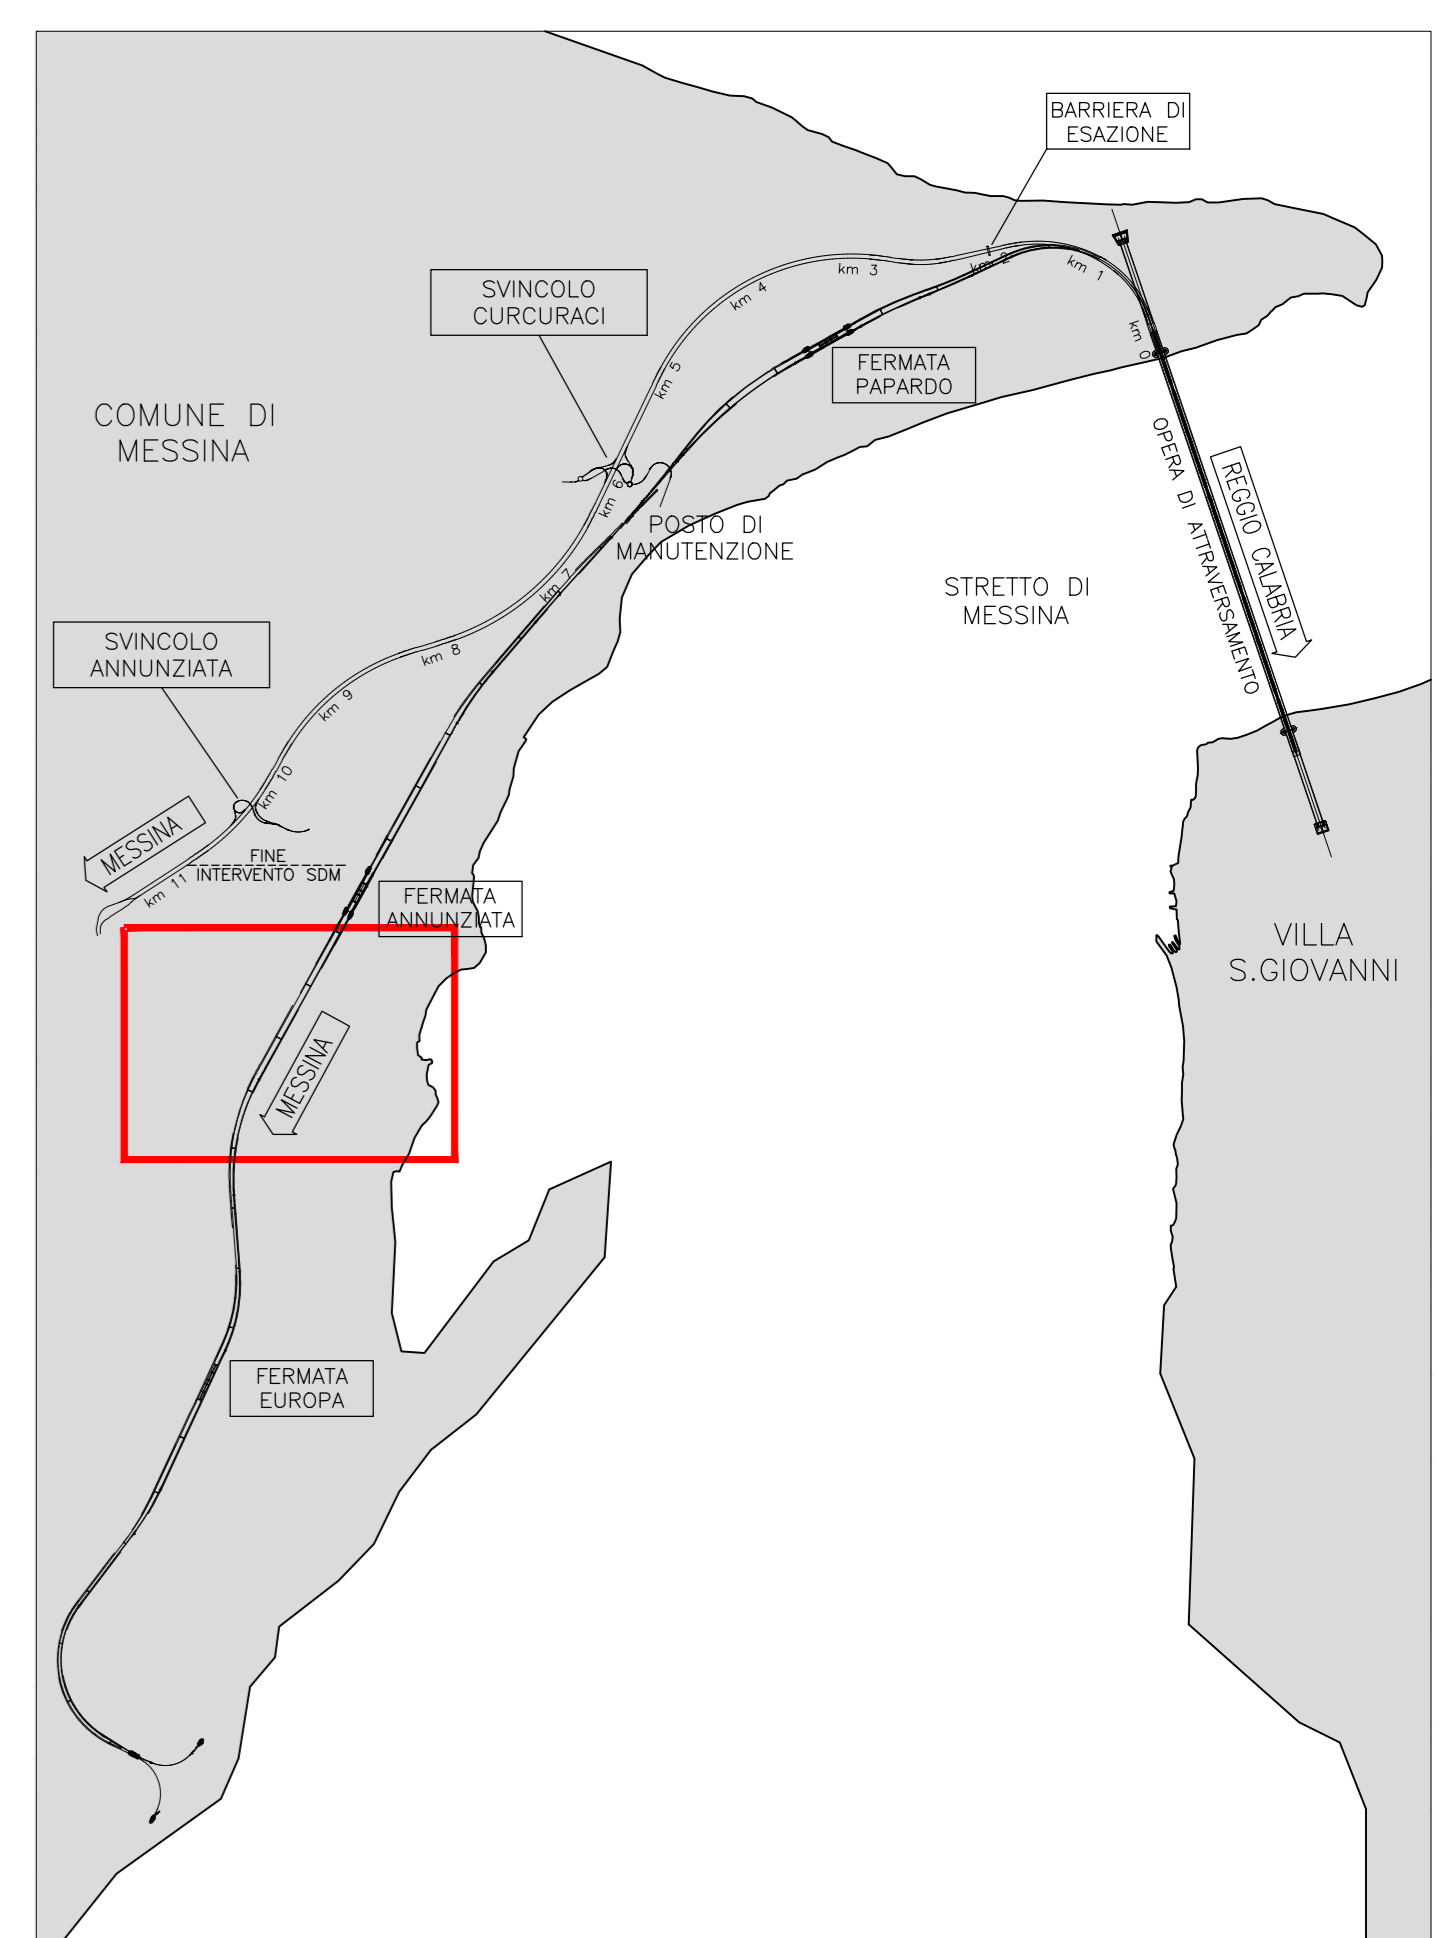 BARRIERA DI
ESAZIONE
km 2
km 1
km 3
km 4
SVINCOLO
CURCURACI
km 0
FERMATA
PAPARDO
km 5
COMUNE DI
MESSINA
km 6
POSTO DI
MANUTENZIONE
OPERA DI ATTRAVERSAMENTO
REGGIO CALABRIA
STRETTO DI
MESSINA
km 7
SVINCOLO
ANNUNZIATA
km 8
km 9
km 10
MESSINA
FINE
INTERVENTO SDM
km 11
FERMATA
ANNUNZIATA
VILLA
S.GIOVANNI
MESSINA
FERMATA
EUROPA